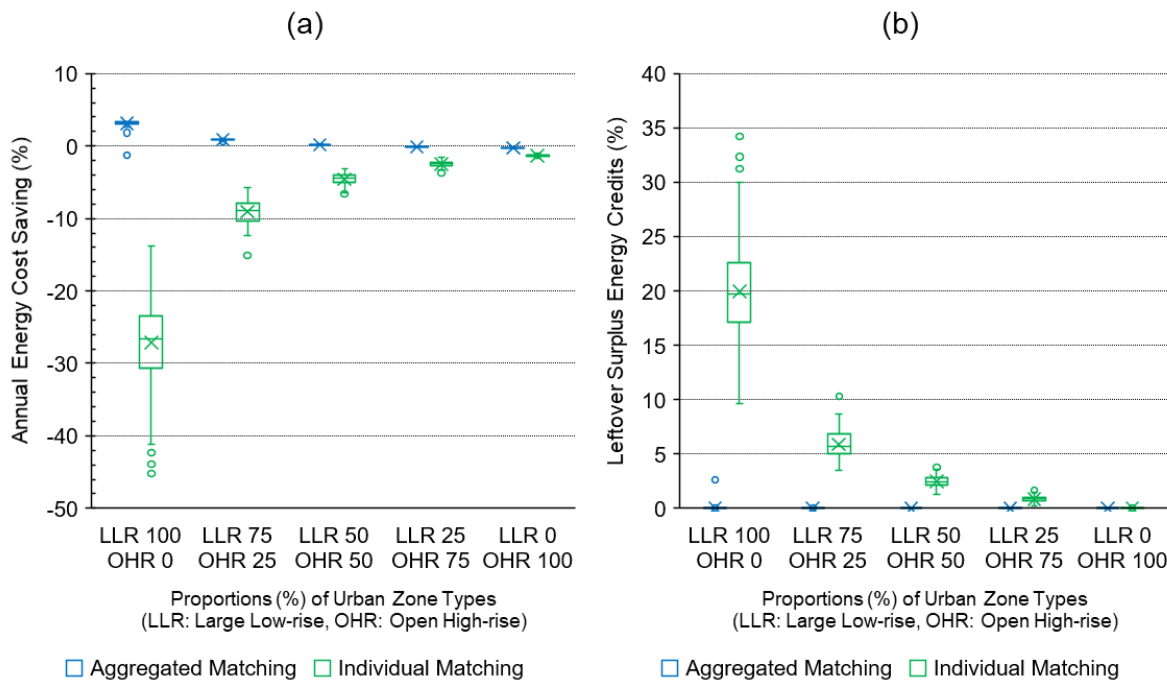 (a)
Annual Energy Cost Saving (%)
10
0
-10
-20
-30
-40
-50
LLR 100 LLR 75 LLR 50 LLR 25 LLR 0
OHR 0 OHR 25 OHR 50 OHR 75 OHR 100
Proportions (%) of Urban Zone Types
(LLR: Large Low-rise, OHR: Open High-rise)
Aggregated Matching Individual Matching
(b)
Leftover Surplus Energy Credits (%)
40
35
30
25
20
15
10
5
0
LLR 100 LLR 75 LLR 50 LLR 25 LLR 0
OHR 0 OHR 25 OHR 50 OHR 75 OHR 100
Proportions (%) of Urban Zone Types
(LLR: Large Low-rise, OHR: Open High-rise)
Aggregated Matching Individual Matching